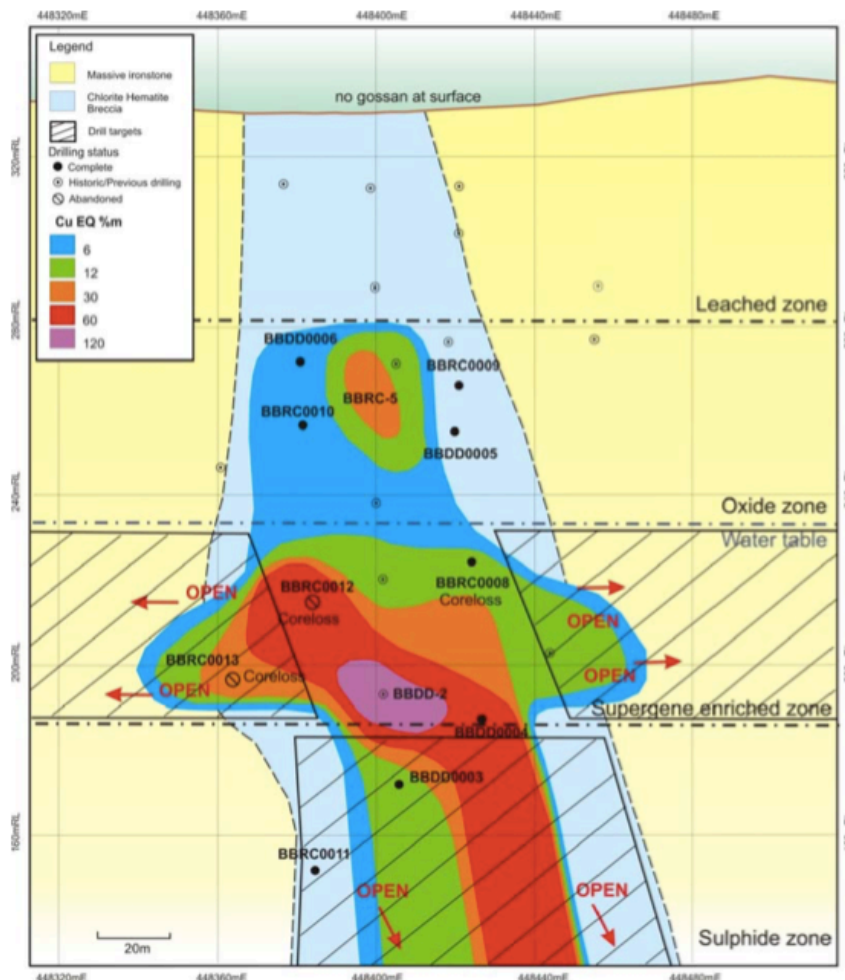 448320mE
448360mE
448400mE
448440mE
448480mE
Legend
Massive ironstone
Chlorite Hematite
Breccia
Drill targets
Drilling status
Complete
Historic/Previous drilling
Abandoned
Cu EQ %m
6
12
30
60
120
no gossan at surface
320mRL
Leached zone
280mRL
BBDD0006
BBRC0009
BBRC-5
BBRC0010
BBDD0005
240mRL
Oxide zone
Water table
BBRC0012
BBRC0008
OPEN
Coreloss
Coreloss
OPEN
BBRC0013
Coreloss
200mRL
OPEN
OPEN
BBDD-2
Supergene enriched zone
BBDD0004
BBDD0003
160mRL
BBRC0011
OPEN
OPEN
20m
Sulphide zone
448320mE
448360mE
448400mE
448440mE
448480mE